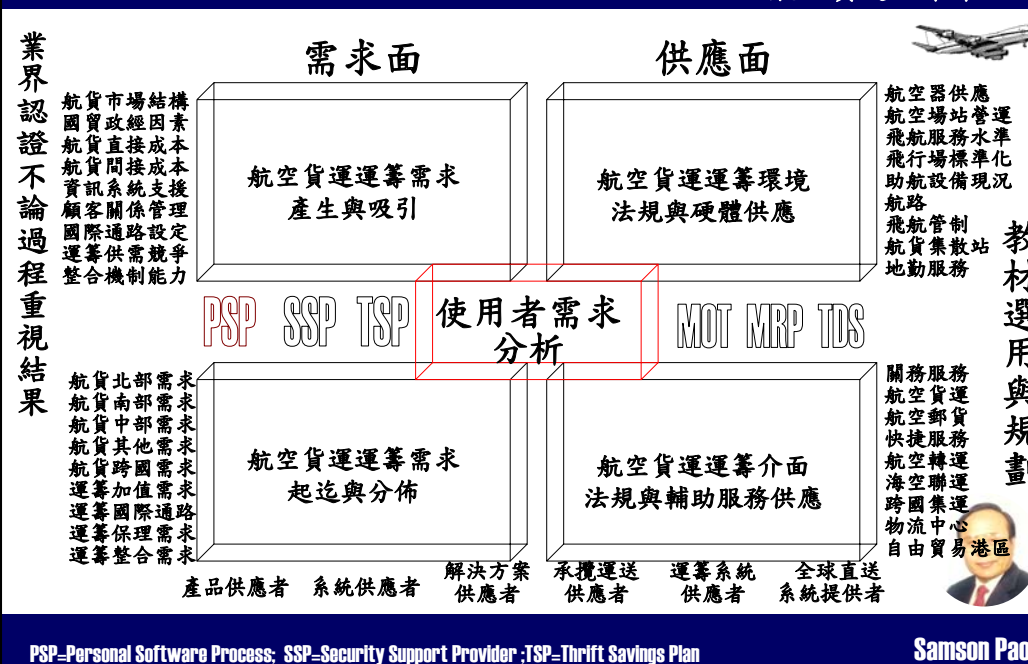 需求面
供應面
業界認證不論過程重視結果
航貨市場結構
國貿政經因素
航貨直接成本
航貨間接成本
資訊系統支援
顧客關係管理
國際通路設定
運籌供需競爭
整合機制能力
航空貨運運籌需求
產生與吸引
航空貨運運籌環境
法規與硬體供應
航空器供應
航空場站營運
飛航服務水準
飛行場標準化
助航設備現況
航路
飛航管制
航貨集散站
地勤服務
教材選用與規畫
PSP SSP TSP
使用者需求
分析
MOT MRP TDS
航貨北部需求
航貨南部需求
航貨中部需求
航貨其他需求
航貨跨國需求
運籌加值需求
運籌國際通路
運籌保理需求
運籌整合需求
航空貨運運籌需求
起迄與分佈
航空貨運運籌介面
法規與輔助服務供應
關務服務
航空貨運
航空郵貨
快捷服務
航空轉運
海空聯運
跨國集運
物流中心
自由貿易港區
產品供應者
系統供應者
解決方案
供應者
承攬運送
供應者
運籌系統
供應者
全球直送
系統提供者
PSP=Personal Software Process; SSP=Security Support Provider ;TSP=Thrift Savings Plan
Samson Pao